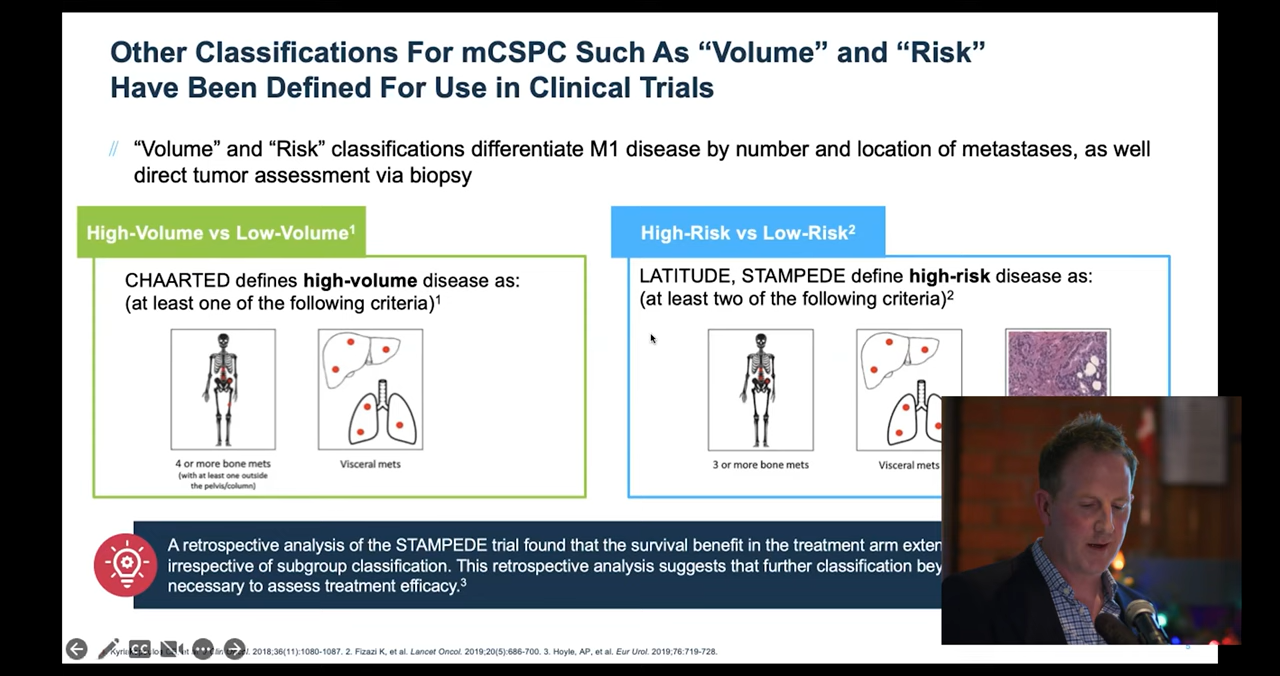 Other Classifications For mCSPC Such As “Volume” and “Risk”
Have Been Defined For Use in Clinical Trials
// “Volume” and “Risk” classifications differentiate M1 disease by number and location of metastases, as well
direct tumor assessment via biopsy
High-Volume vs Low-Volume¹
CHAARTED defines high-volume disease as:
(at least one of the following criteria)¹
4 or more bone mets
(with at least one outside
the pelvis/column)
Visceral mets
High-Risk vs Low-Risk²
LATITUDE, STAMPEDE define high-risk disease as:
(at least two of the following criteria)²
3 or more bone mets
Visceral mets
A retrospective analysis of the STAMPEDE trial found that the survival benefit in the treatment arm exten
irrespective of subgroup classification. This retrospective analysis suggests that further classification bey
necessary to assess treatment efficacy.³
CC
2018;36(11):1080-1087. 2. Fizazi K, et al. Lancet Oncol. 2019;20(5):686-700. 3. Hoyle, AP, et al. Eur Urol. 2019;76:719-728.